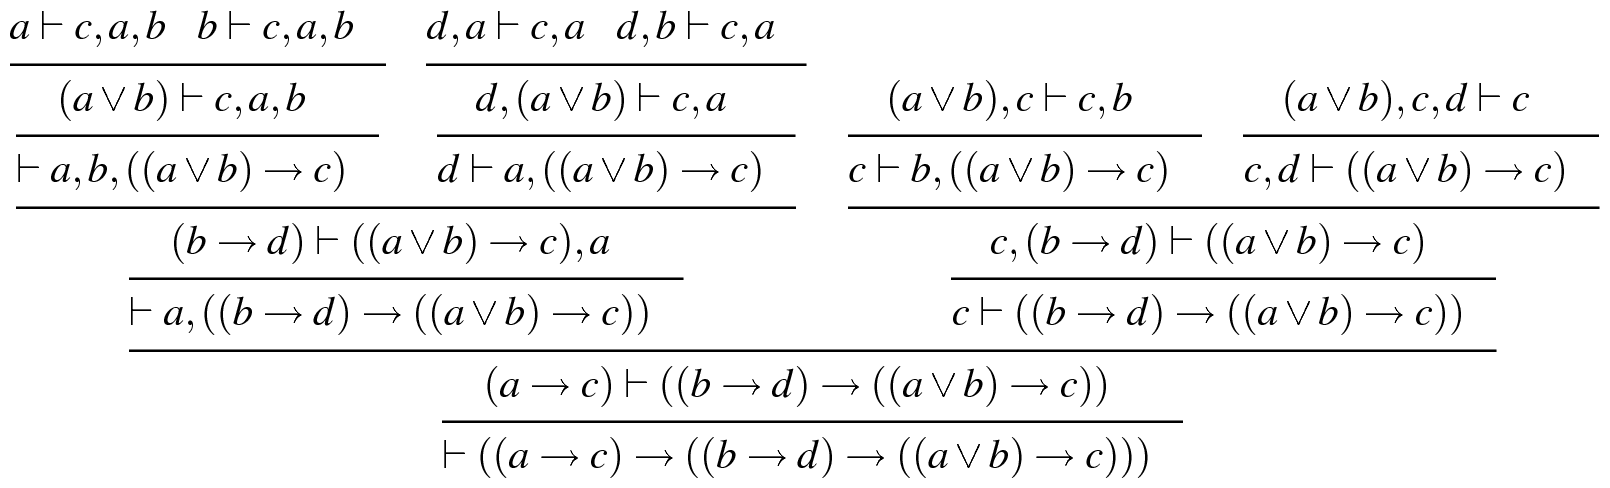 a ⊢ c,a,b b ⊢ c,a,b d,a ⊢ c,a d,b ⊢ c,a
(a ∨ b) ⊢ c,a,b d,(a ∨ b) ⊢ c,a (a ∨ b),c ⊢ c,b (a ∨ b),c,d ⊢ c
⊢ a,b,((a ∨ b) → c) d ⊢ a,((a ∨ b) → c) c ⊢ b,((a ∨ b) → c) c,d ⊢ ((a ∨ b) → c)
(b → d) ⊢ ((a ∨ b) → c),a c,(b → d) ⊢ ((a ∨ b) → c)
⊢ a,((b → d) → ((a ∨ b) → c)) c ⊢ ((b → d) → ((a ∨ b) → c))
(a → c) ⊢ ((b → d) → ((a ∨ b) → c))
⊢ ((a → c) → ((b → d) → ((a ∨ b) → c)))